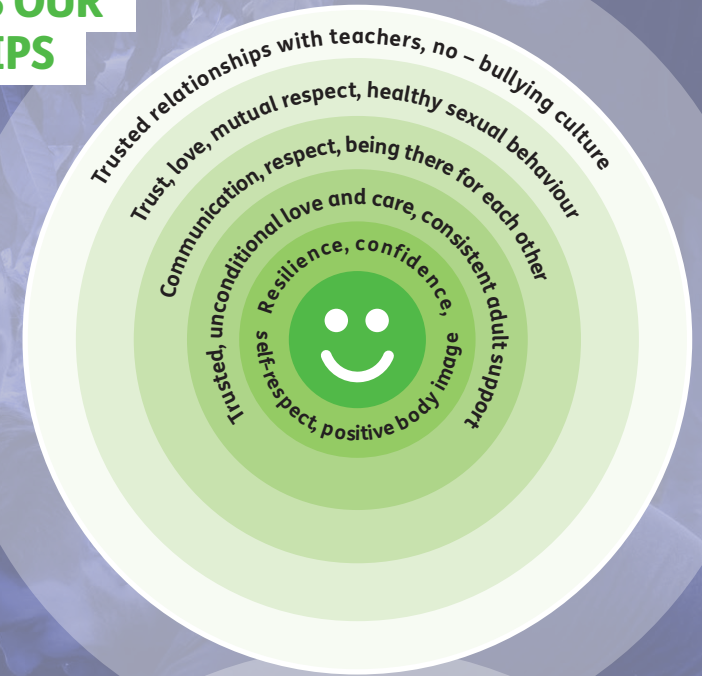 OUR
IPS
Trusted relationships with teachers, no – bullying culture
Trust, love, mutual respect, healthy sexual behaviour
Communication, respect, being there for each other
Trusted, unconditional love and care, consistent adult support
Resilience, confidence,
self-respect, positive body image